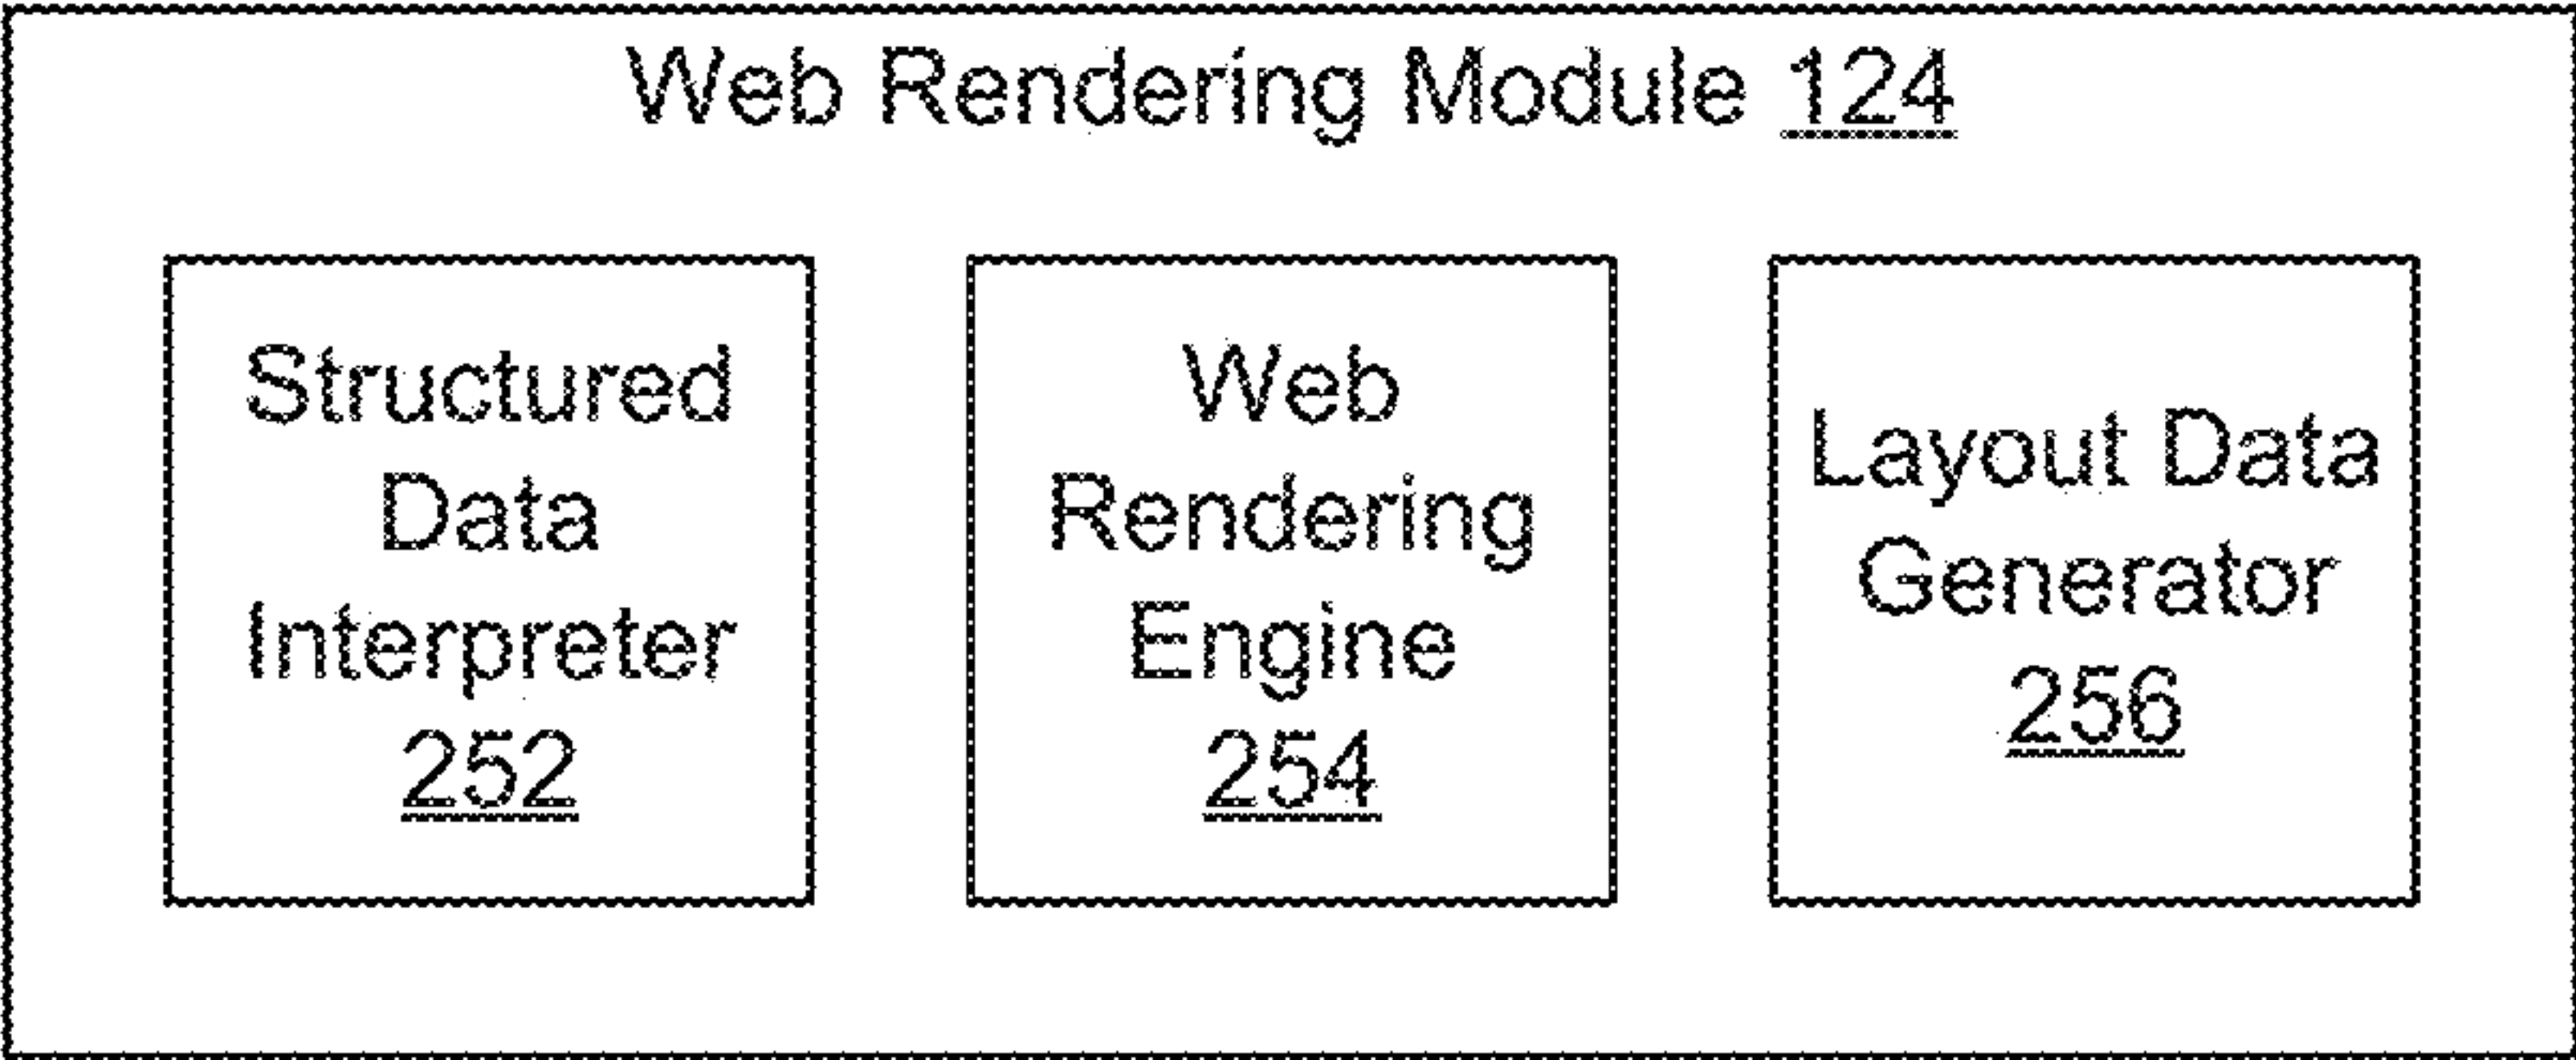 Web Rendering Module 124
Structured
Data
Interpreter
252
Web
Rendering
Engine
254
Layout Data
Generator
256